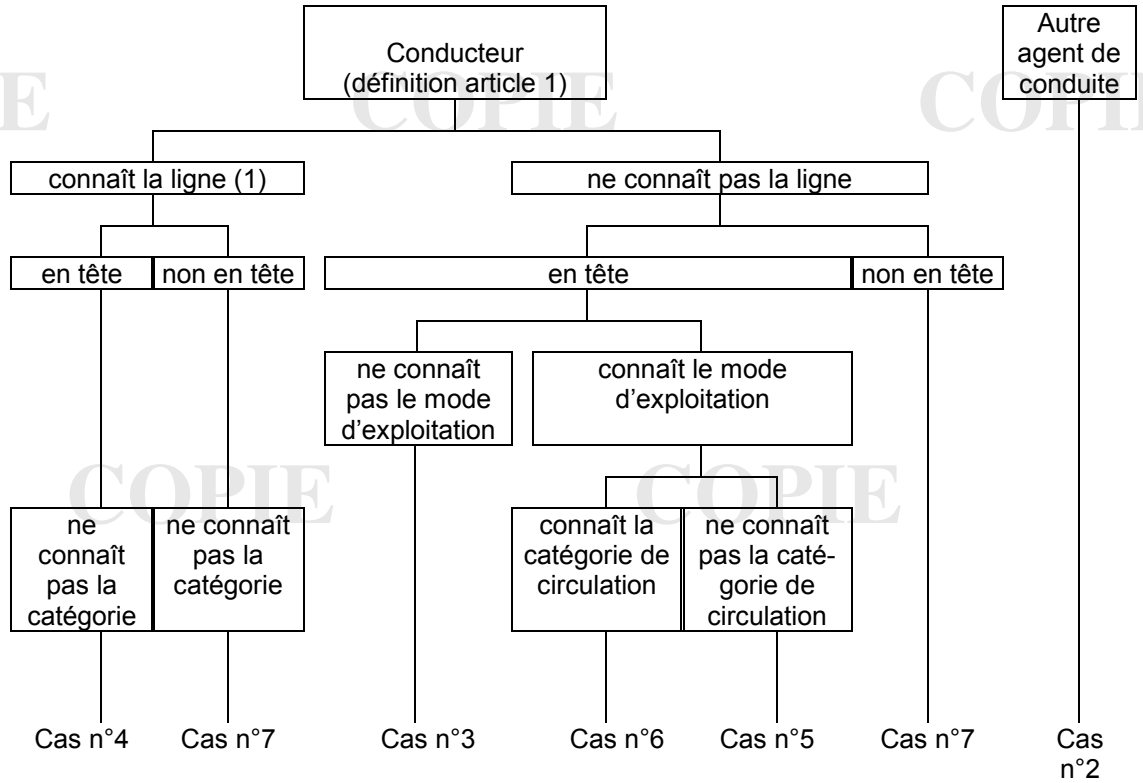 Conducteur
(définition article 1)
Autre
agent de
conduite
COPIE
COPIE
COPIE
connaît la ligne (1)
ne connaît pas la ligne
en tête
non en tête
en tête
non en tête
ne connaît
pas le mode
d'exploitation
connaît le mode
d'exploitation
COPIE
COPIE
ne
connaît
pas la
catégorie
ne connaît
pas la
catégorie
connaît la
catégorie de
circulation
ne connaît
pas la caté-
gorie de
circulation
Cas n°4
Cas n°7
Cas n°3
Cas n°6
Cas n°5
Cas n°7
Cas
n°2